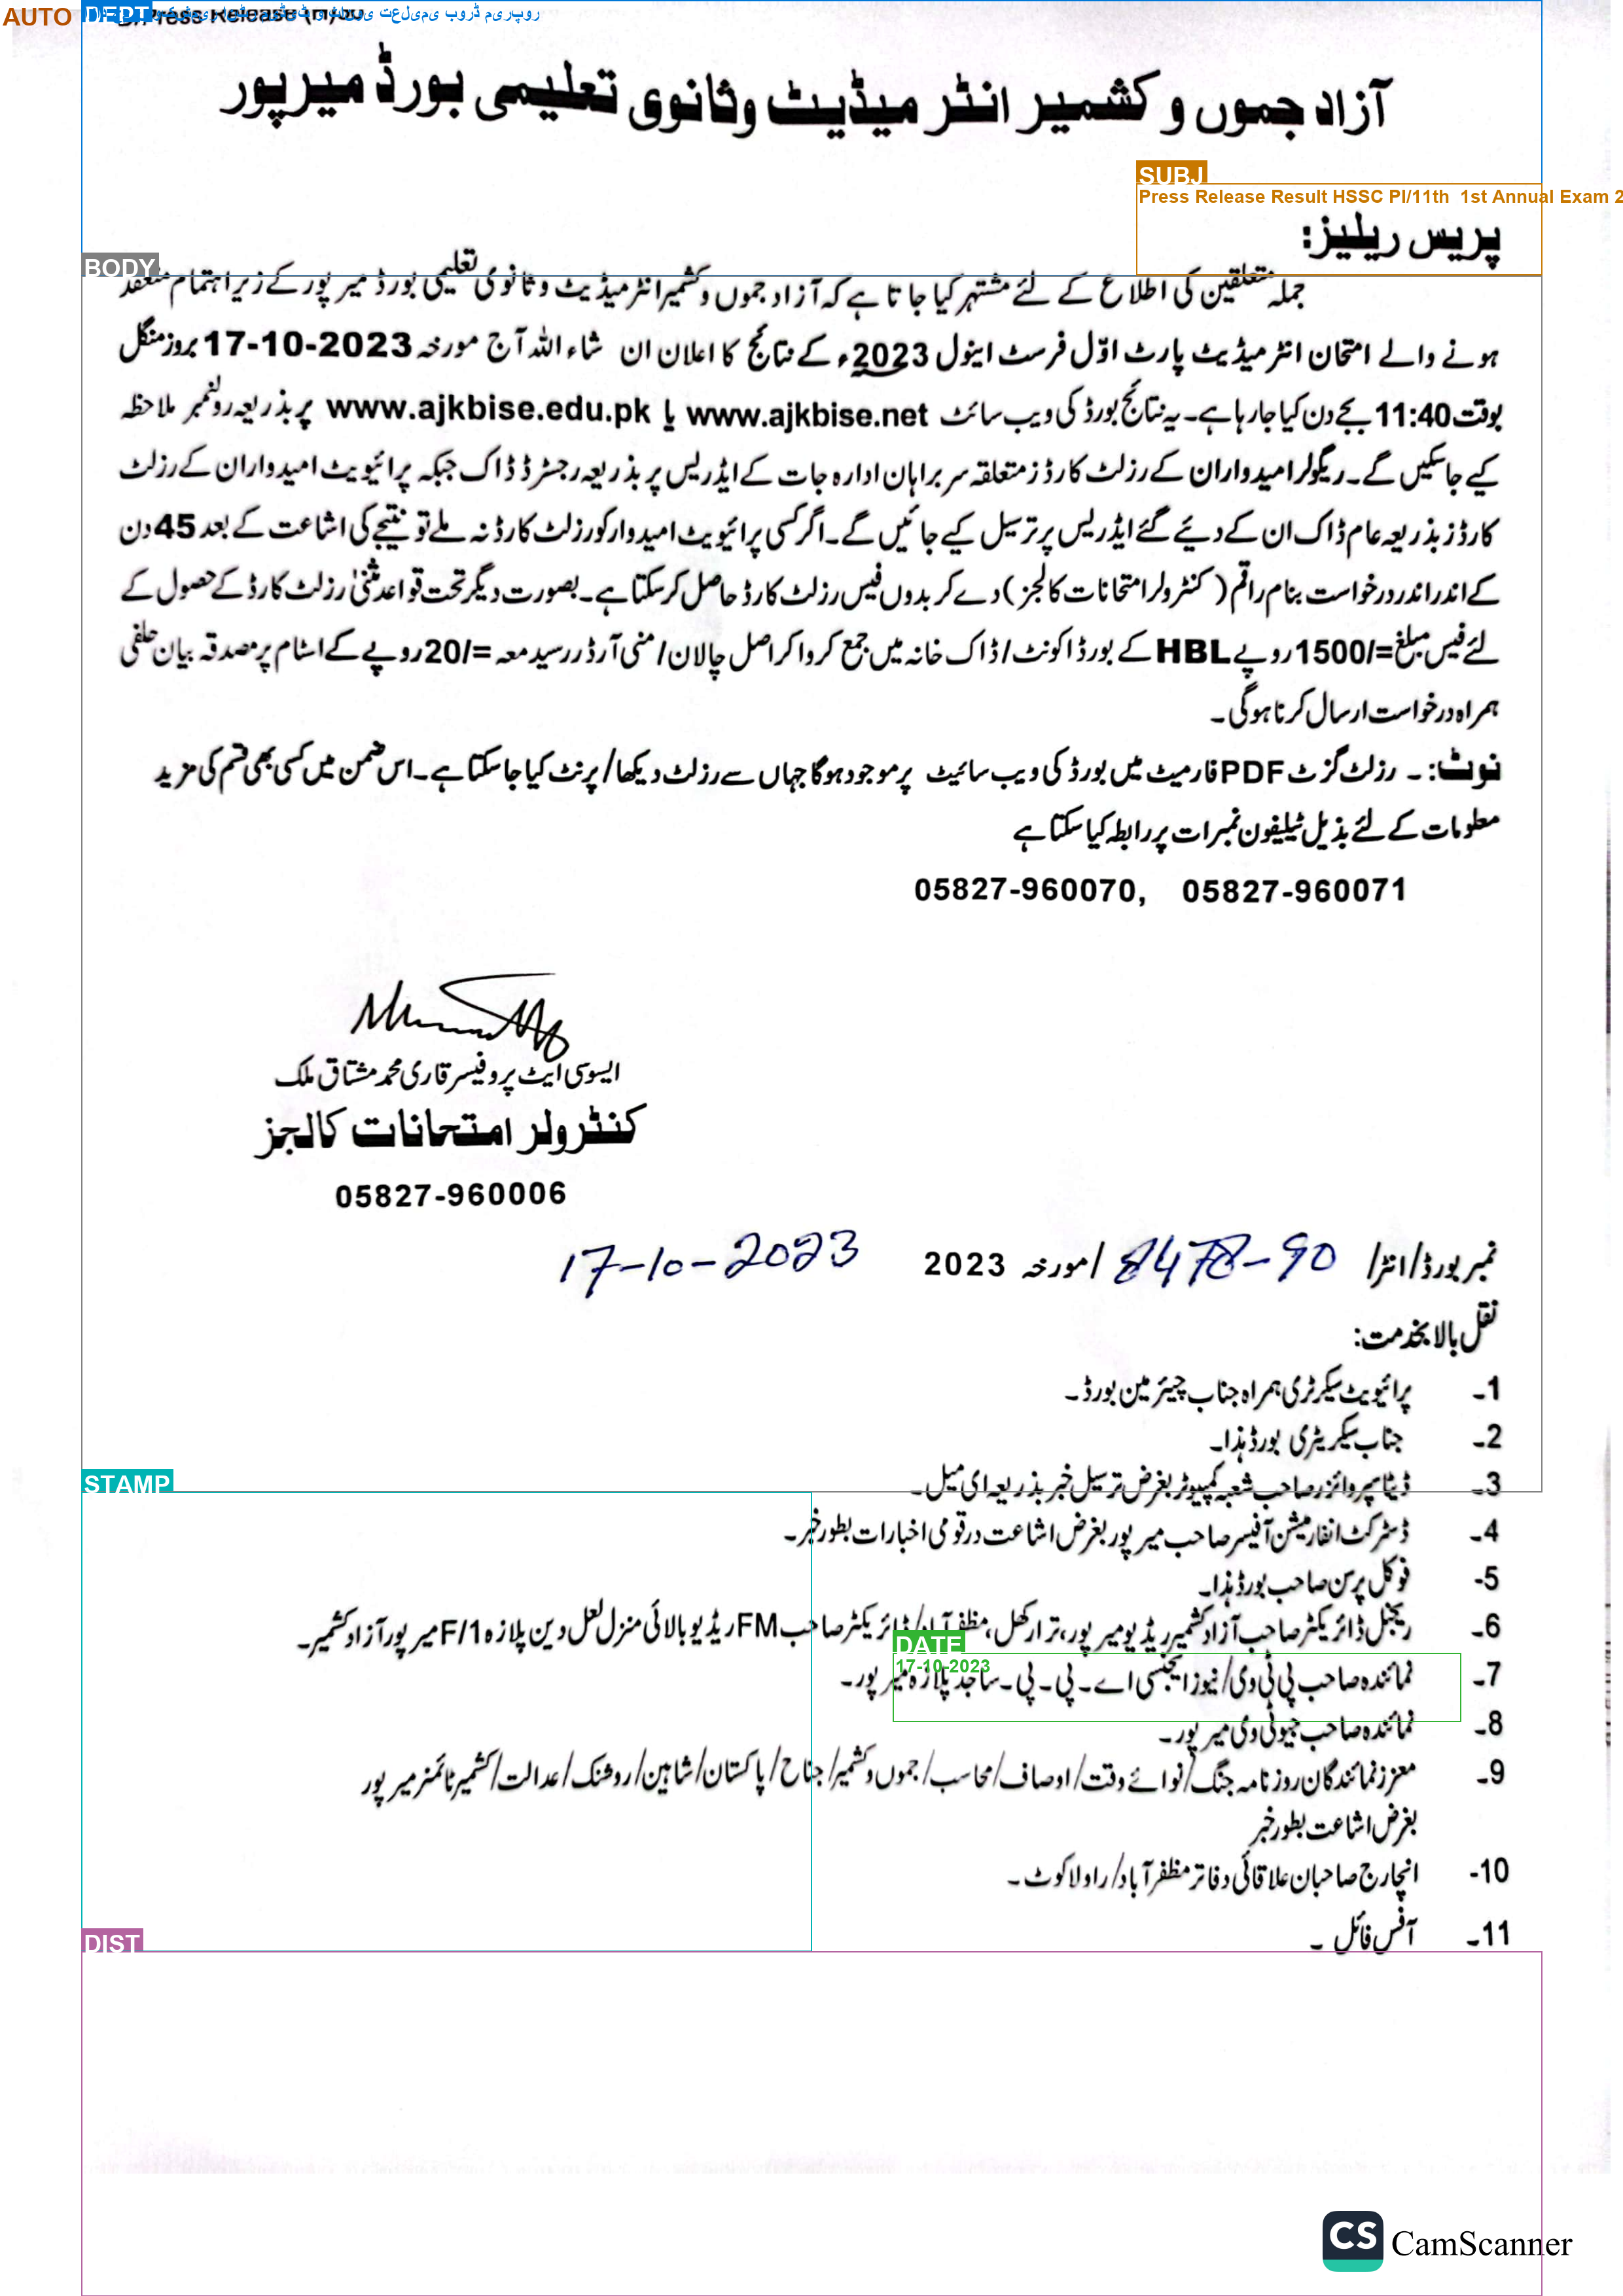 AUTO
DEPT
Press Release
آزاد جموں و کشمیر انٹرمیڈیٹ وثانوی تعلیمی بورڈ میرپور
SUBJ
Press Release Result HSSC PI/11th 1st Annual Exam 2
پریس ریلیز:
BODY
جملہ متعلقین کی اطلاع کے لئے مشتہر کیا جاتا ہے کہ آزاد جموں و کشمیر انٹرمیڈیٹ و ثانوی تعلیمی بورڈ میرپور کے زیر اہتمام منعقد
ہونے والے امتحان انٹرمیڈیٹ پارٹ اوّل فرسٹ اینول 2023ء کے نتائج کا اعلان ان شاء اللہ آج مورخہ 17-10-2023 بروز منگل
بوقت 11:40 بجے دن کیا جا رہا ہے۔ یہ نتائج بورڈ کی ویب سائٹ www.ajkbise.net یا www.ajkbise.edu.pk پر بذریعہ رولنمبر ملاحظہ
کیے جا سکیں گے۔ ریگولر امیدواران کے رزلٹ کارڈز متعلقہ سربراہان ادارہ جات کے ایڈریس پر بذریعہ رجسٹرڈ ڈاک جبکہ پرائیویٹ امیدواران کے رزلٹ
کارڈز بذریعہ عام ڈاک ان کے دیئے گئے ایڈریس پر ترسیل کیے جائیں گے۔ اگر کسی پرائیویٹ امیدوار کو رزلٹ کارڈ نہ ملے تو نتیجے کی اشاعت کے بعد 45 دن
کے اندر اندر درخواست بنام راقم (کنٹرولر امتحانات کالجز) دے کر بدوں فیس رزلٹ کارڈ حاصل کر سکتا ہے۔ بصورت دیگر تحت قواعد مثنیٰ رزلٹ کارڈ کے حصول کے
لئے فیس مبلغ =/1500 روپے HBL کے بورڈ اکونٹ/ڈاک خانہ میں جمع کروا کر اصل چالان/منی آرڈر رسید معہ =/20 روپے کے اسٹام پر مصدقہ بیان حلفی
ہمراہ درخواست ارسال کرنا ہوگی۔
نوٹ:۔ رزلٹ گزٹ PDF فارمیٹ میں بورڈ کی ویب سائیٹ پر موجود ہوگا جہاں سے رزلٹ دیکھا/پرنٹ کیا جا سکتا ہے۔ اس ضمن میں کسی بھی قسم کی مزید
معلومات کے لئے بذیل ٹیلیفون نمبرات پر رابطہ کیا سکتا ہے
05827-960070, 05827-960071
ایسوسی ایٹ پروفیسر قاری محمد مشتاق ملک
کنٹرولر امتحانات کالجز
05827-960006
نمبر بورڈ/انٹر/ 8478-90 /مورخہ 2023 17-10-2023
نقل بالا بخدمت:
1۔ پرائیویٹ سیکرٹری ہمراہ جناب چیئرمین بورڈ۔
2۔ جناب سیکریٹری بورڈ ہذا۔
STAMP
3۔ ڈیٹا سپروائزر صاحب شعبہ کمپیوٹر بغرض ترسیل خبر بذریعہ ای میل۔
4۔ ڈسٹرکٹ انفارمیشن آفیسر صاحب میرپور بغرض اشاعت در قومی اخبارات بطور خبر۔
5- فوکل پرسن صاحب بورڈ ہذا۔
6۔ ریجنل ڈائریکٹر صاحب آزاد کشمیر ریڈیو میرپور، تراڑکھل، مظفرآباد/ڈائریکٹر صاحب FM ریڈیو بالائی منزل لعل دین پلازہ F/1 میرپور آزاد کشمیر۔
DATE
17-10-2023
7۔ نمائندہ صاحب پی ٹی وی/نیوز ایجنسی اے۔پی۔پی۔ساجد پلازہ میرپور۔
8۔ نمائندہ صاحب جیو ٹی وی میرپور۔
9۔ معزز نمائندگان روزنامہ جنگ/نوائے وقت/اوصاف/محاسب/جموں و کشمیر/جناح/پاکستان/شاہین/روشنک/عدالت/کشمیر ٹائمز میرپور
بغرض اشاعت بطور خبر
10- انچارج صاحبان علاقائی دفاتر مظفرآباد/راولاکوٹ۔
11۔ آفس فائل۔
DIST
CS CamScanner